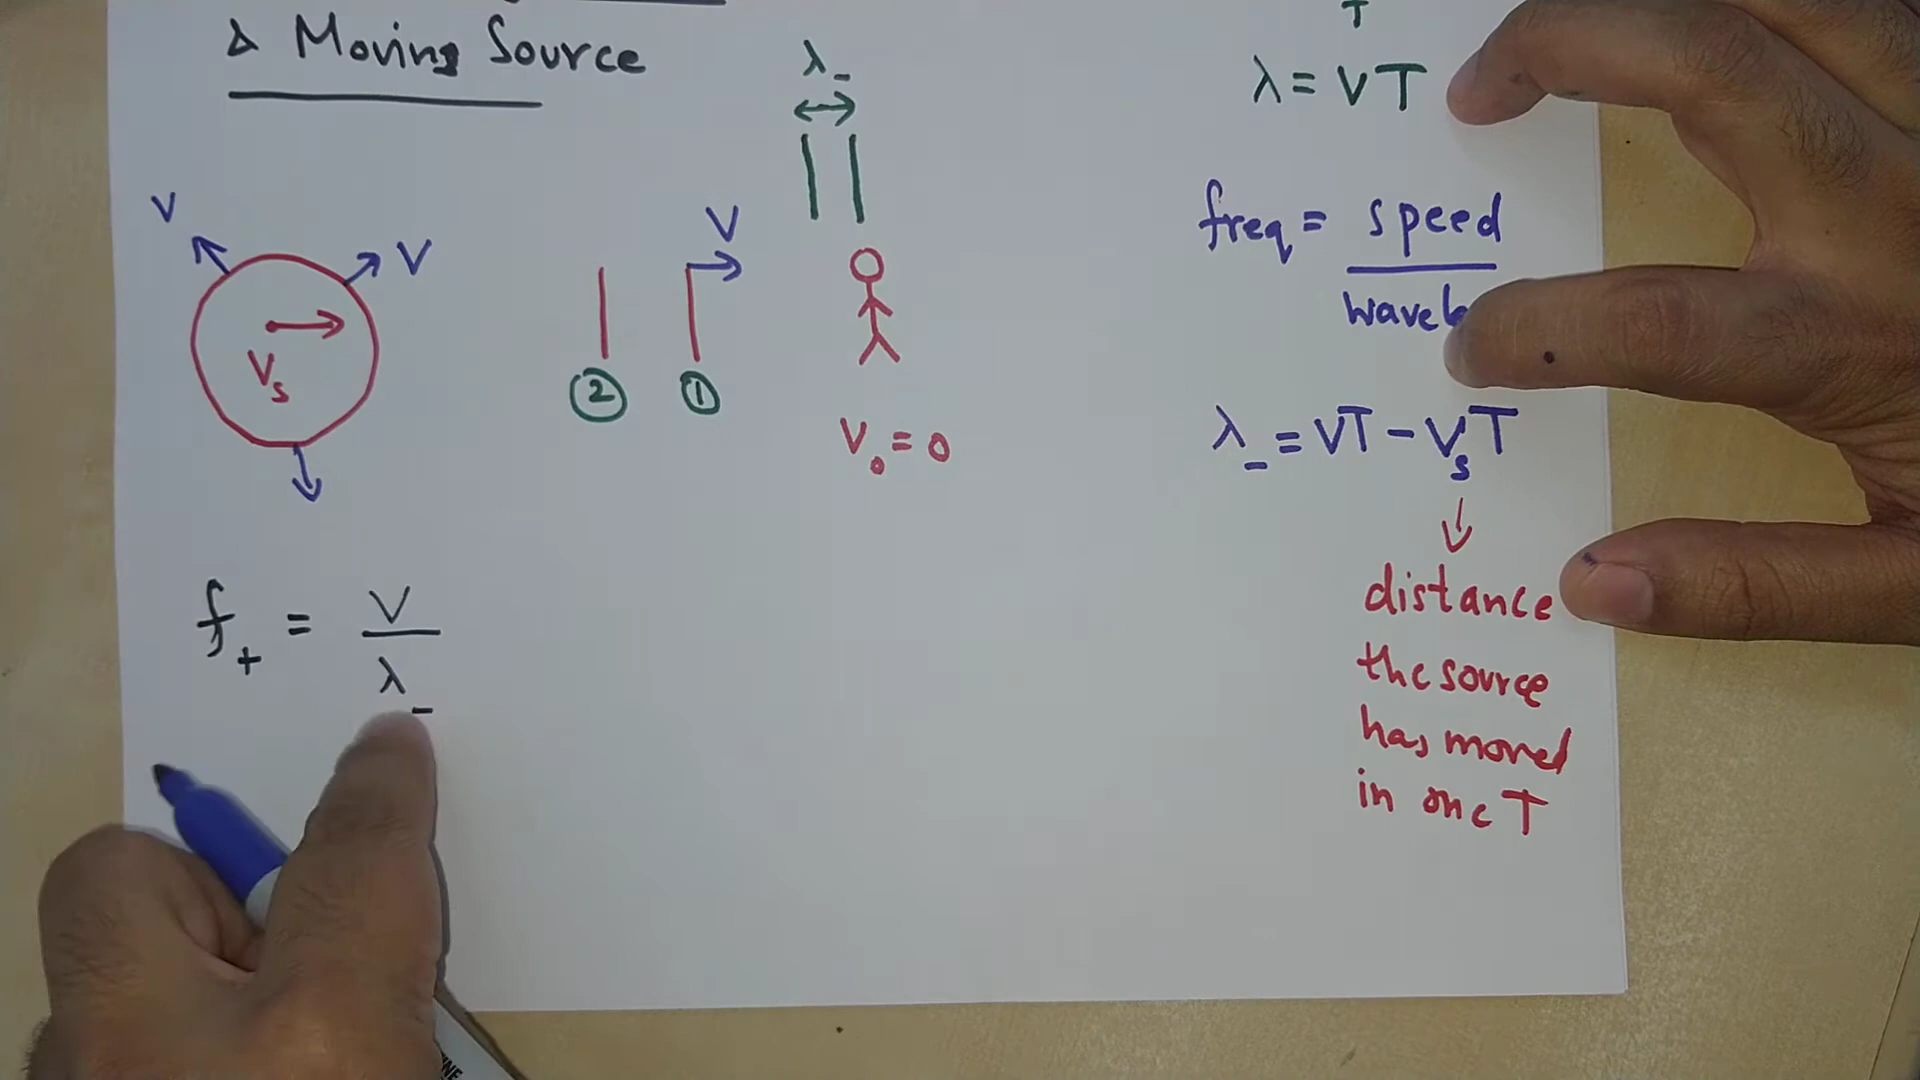 & Moving Source
λ₋
V
V
V
Vs
② ①
V₀ = 0
f₊ = V / λ₋
T
λ = VT
freq = speed
λ₋ = VT - VsT
↓
distance
the source
has moved
in one T